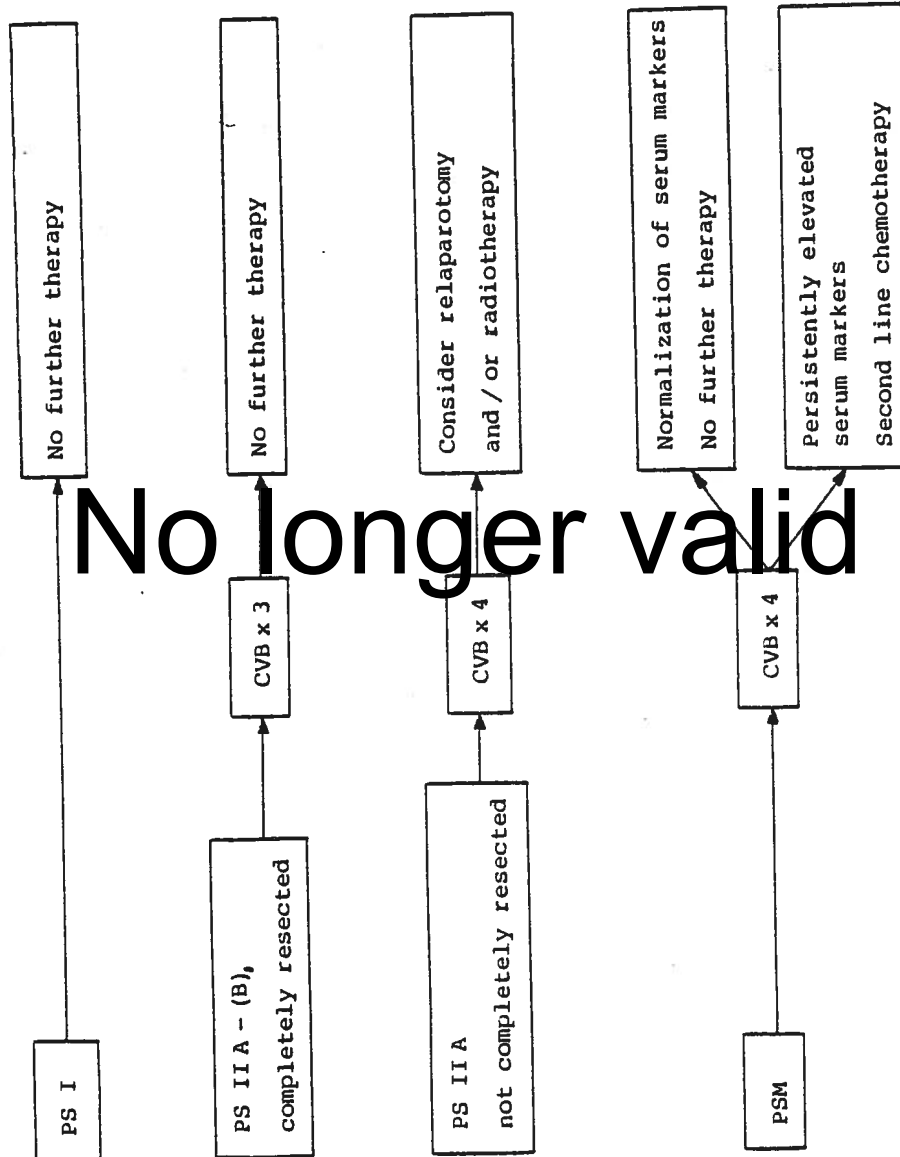 PS I
No further therapy
PS II A - (B),
completely resected
CVB x 3
No further therapy
PS II A
not completely resected
CVB x 4
Consider relaparotomy
and / or radiotherapy
PSM
CVB x 4
Normalization of serum markers
No further therapy
Persistently elevated
serum markers
Second line chemotherapy
No longer valid